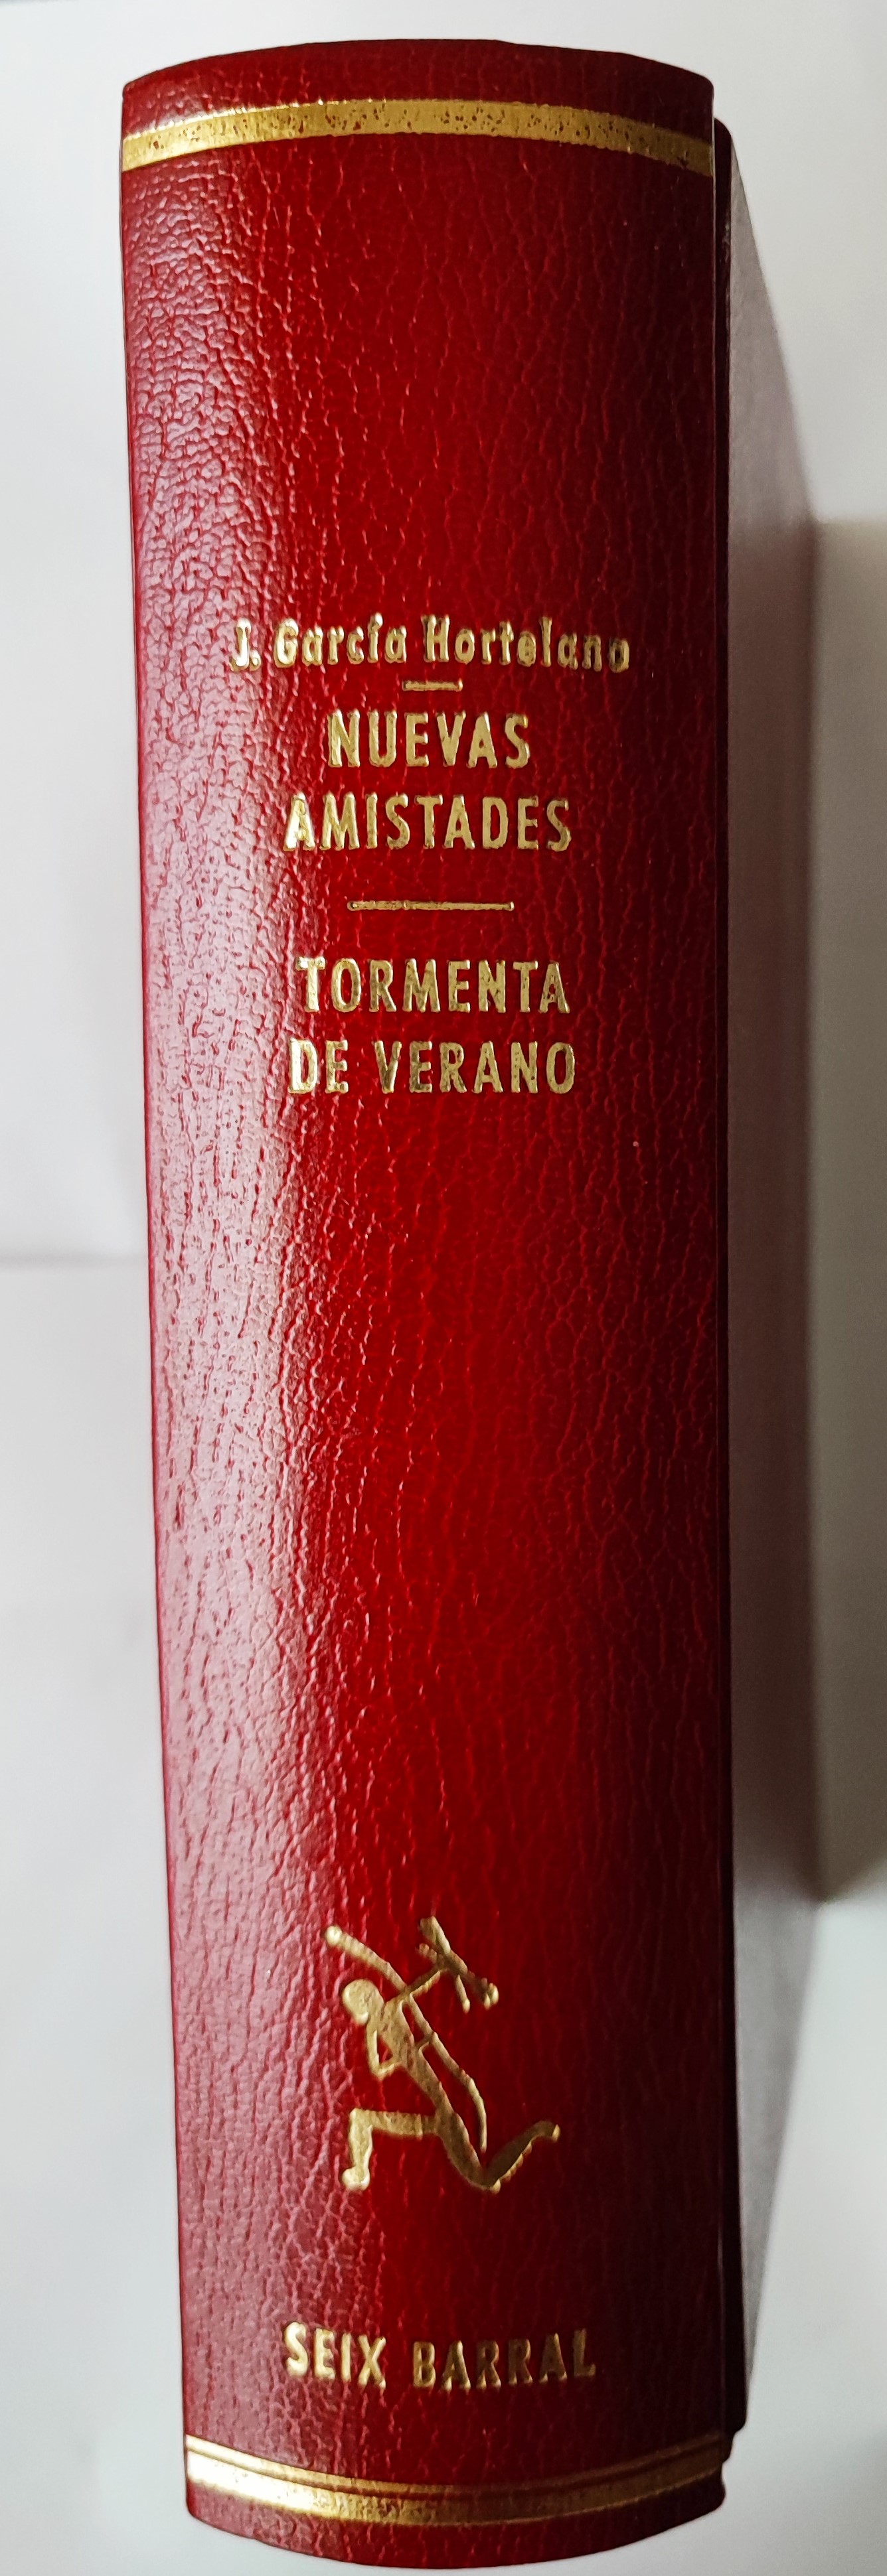 J. García Hortelano
NUEVAS
AMISTADES
TORMENTA
DE VERANO
SEIX BARRAL